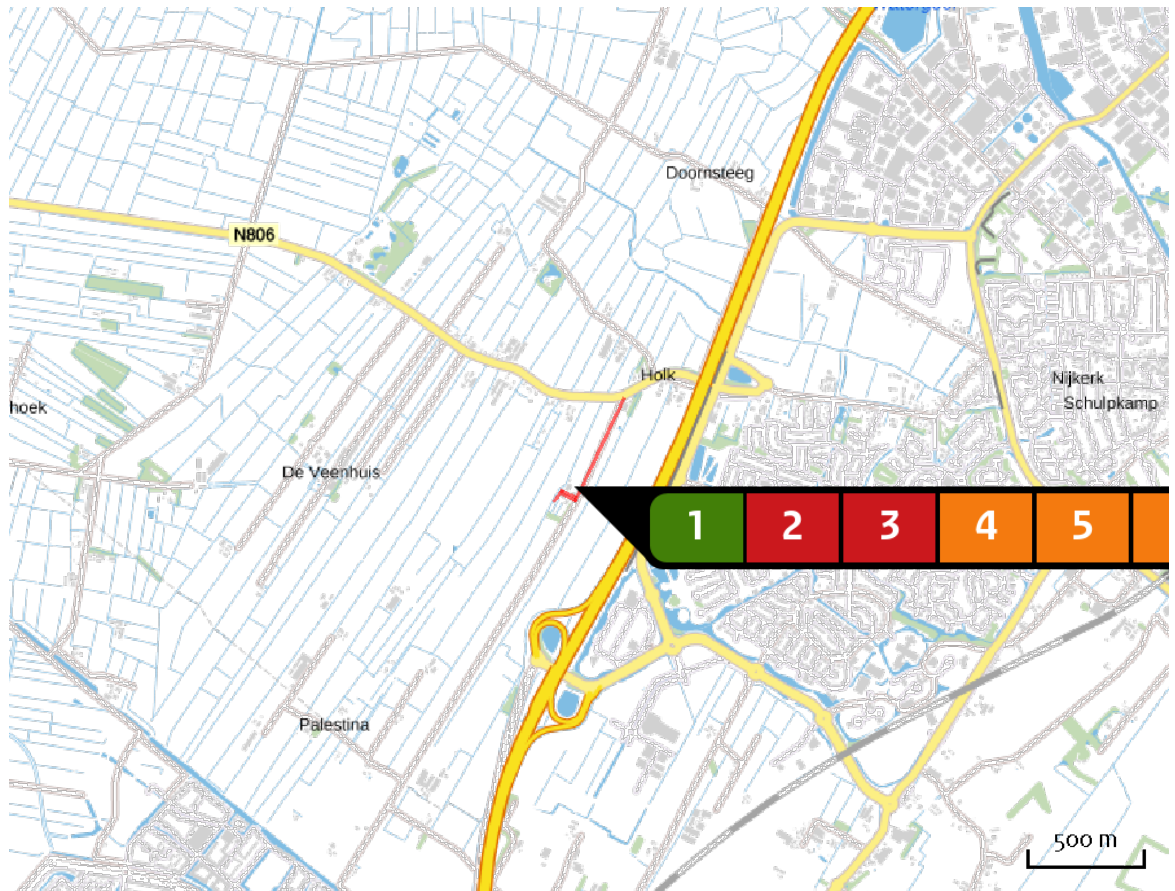 Doornsteeg
N806
Holk
Nijkerk
Schulpkamp
hoek
De Veenhuis
1 2 3 4 5
Palestina
500 m